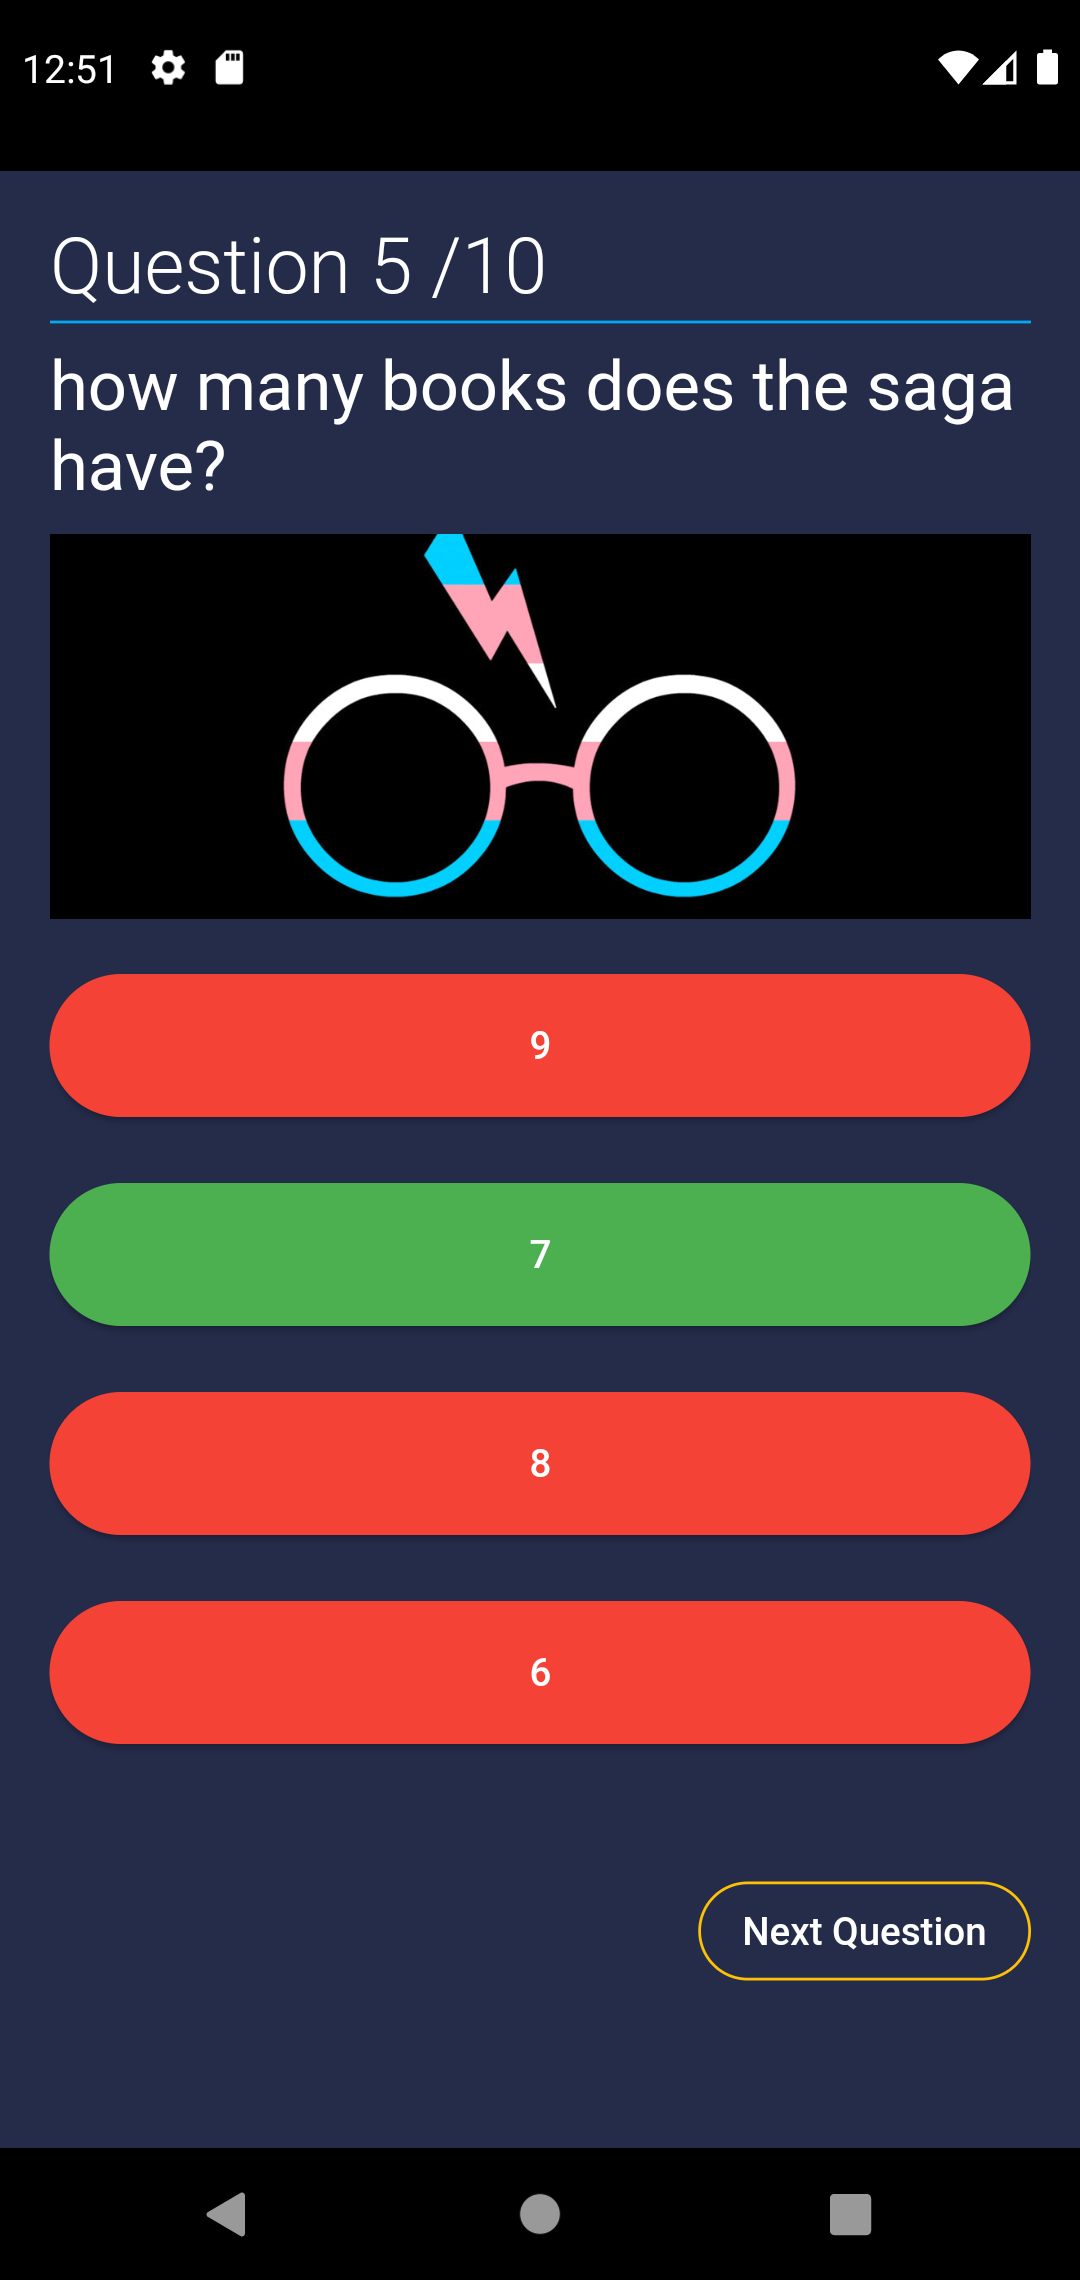 12:51
Question 5 /10
how many books does the saga
have?
9
7
8
6
Next Question